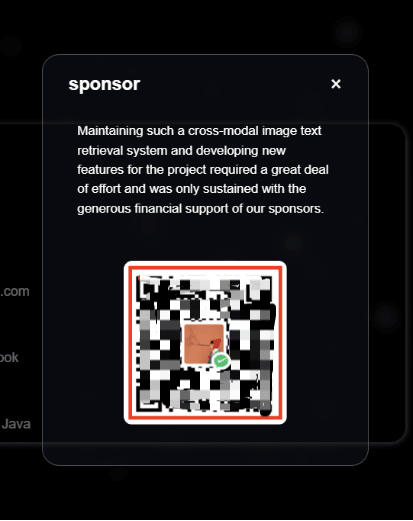 sponsor ×
Maintaining such a cross-modal image text
retrieval system and developing new
features for the project required a great deal
of effort and was only sustained with the
generous financial support of our sponsors.
.com
ook
Java